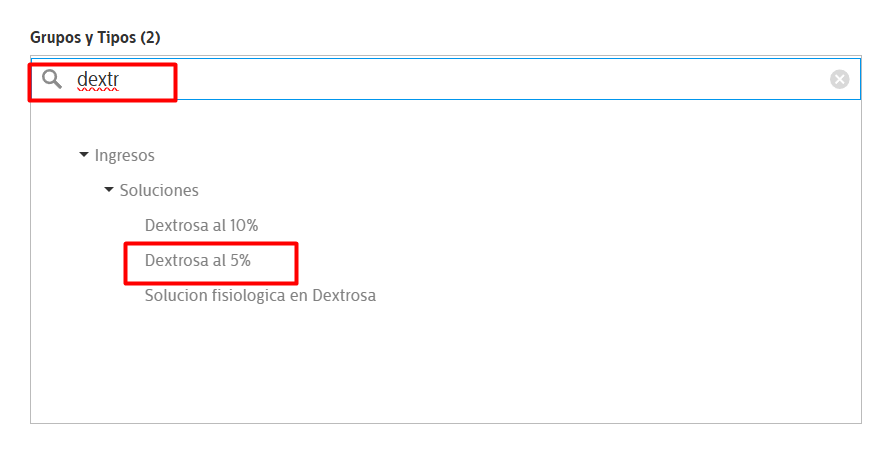 Grupos y Tipos (2)
dextr
Ingresos
Soluciones
Dextrosa al 10%
Dextrosa al 5%
Solucion fisiologica en Dextrosa